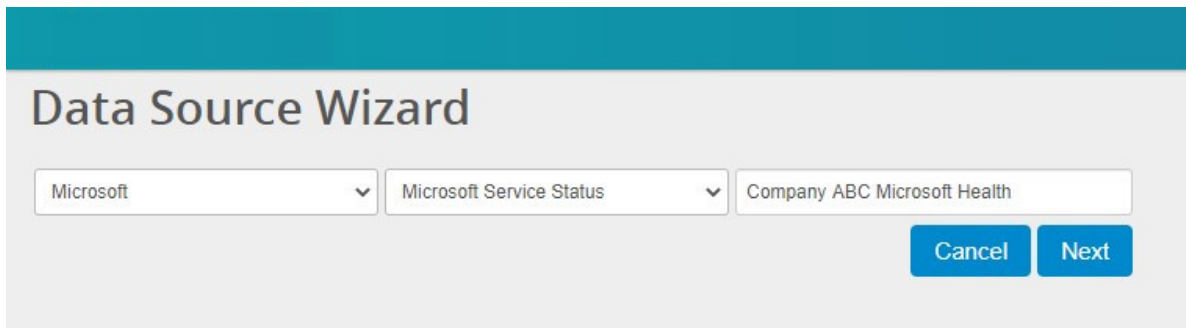 Data Source Wizard
Microsoft Microsoft Service Status Company ABC Microsoft Health
Cancel Next